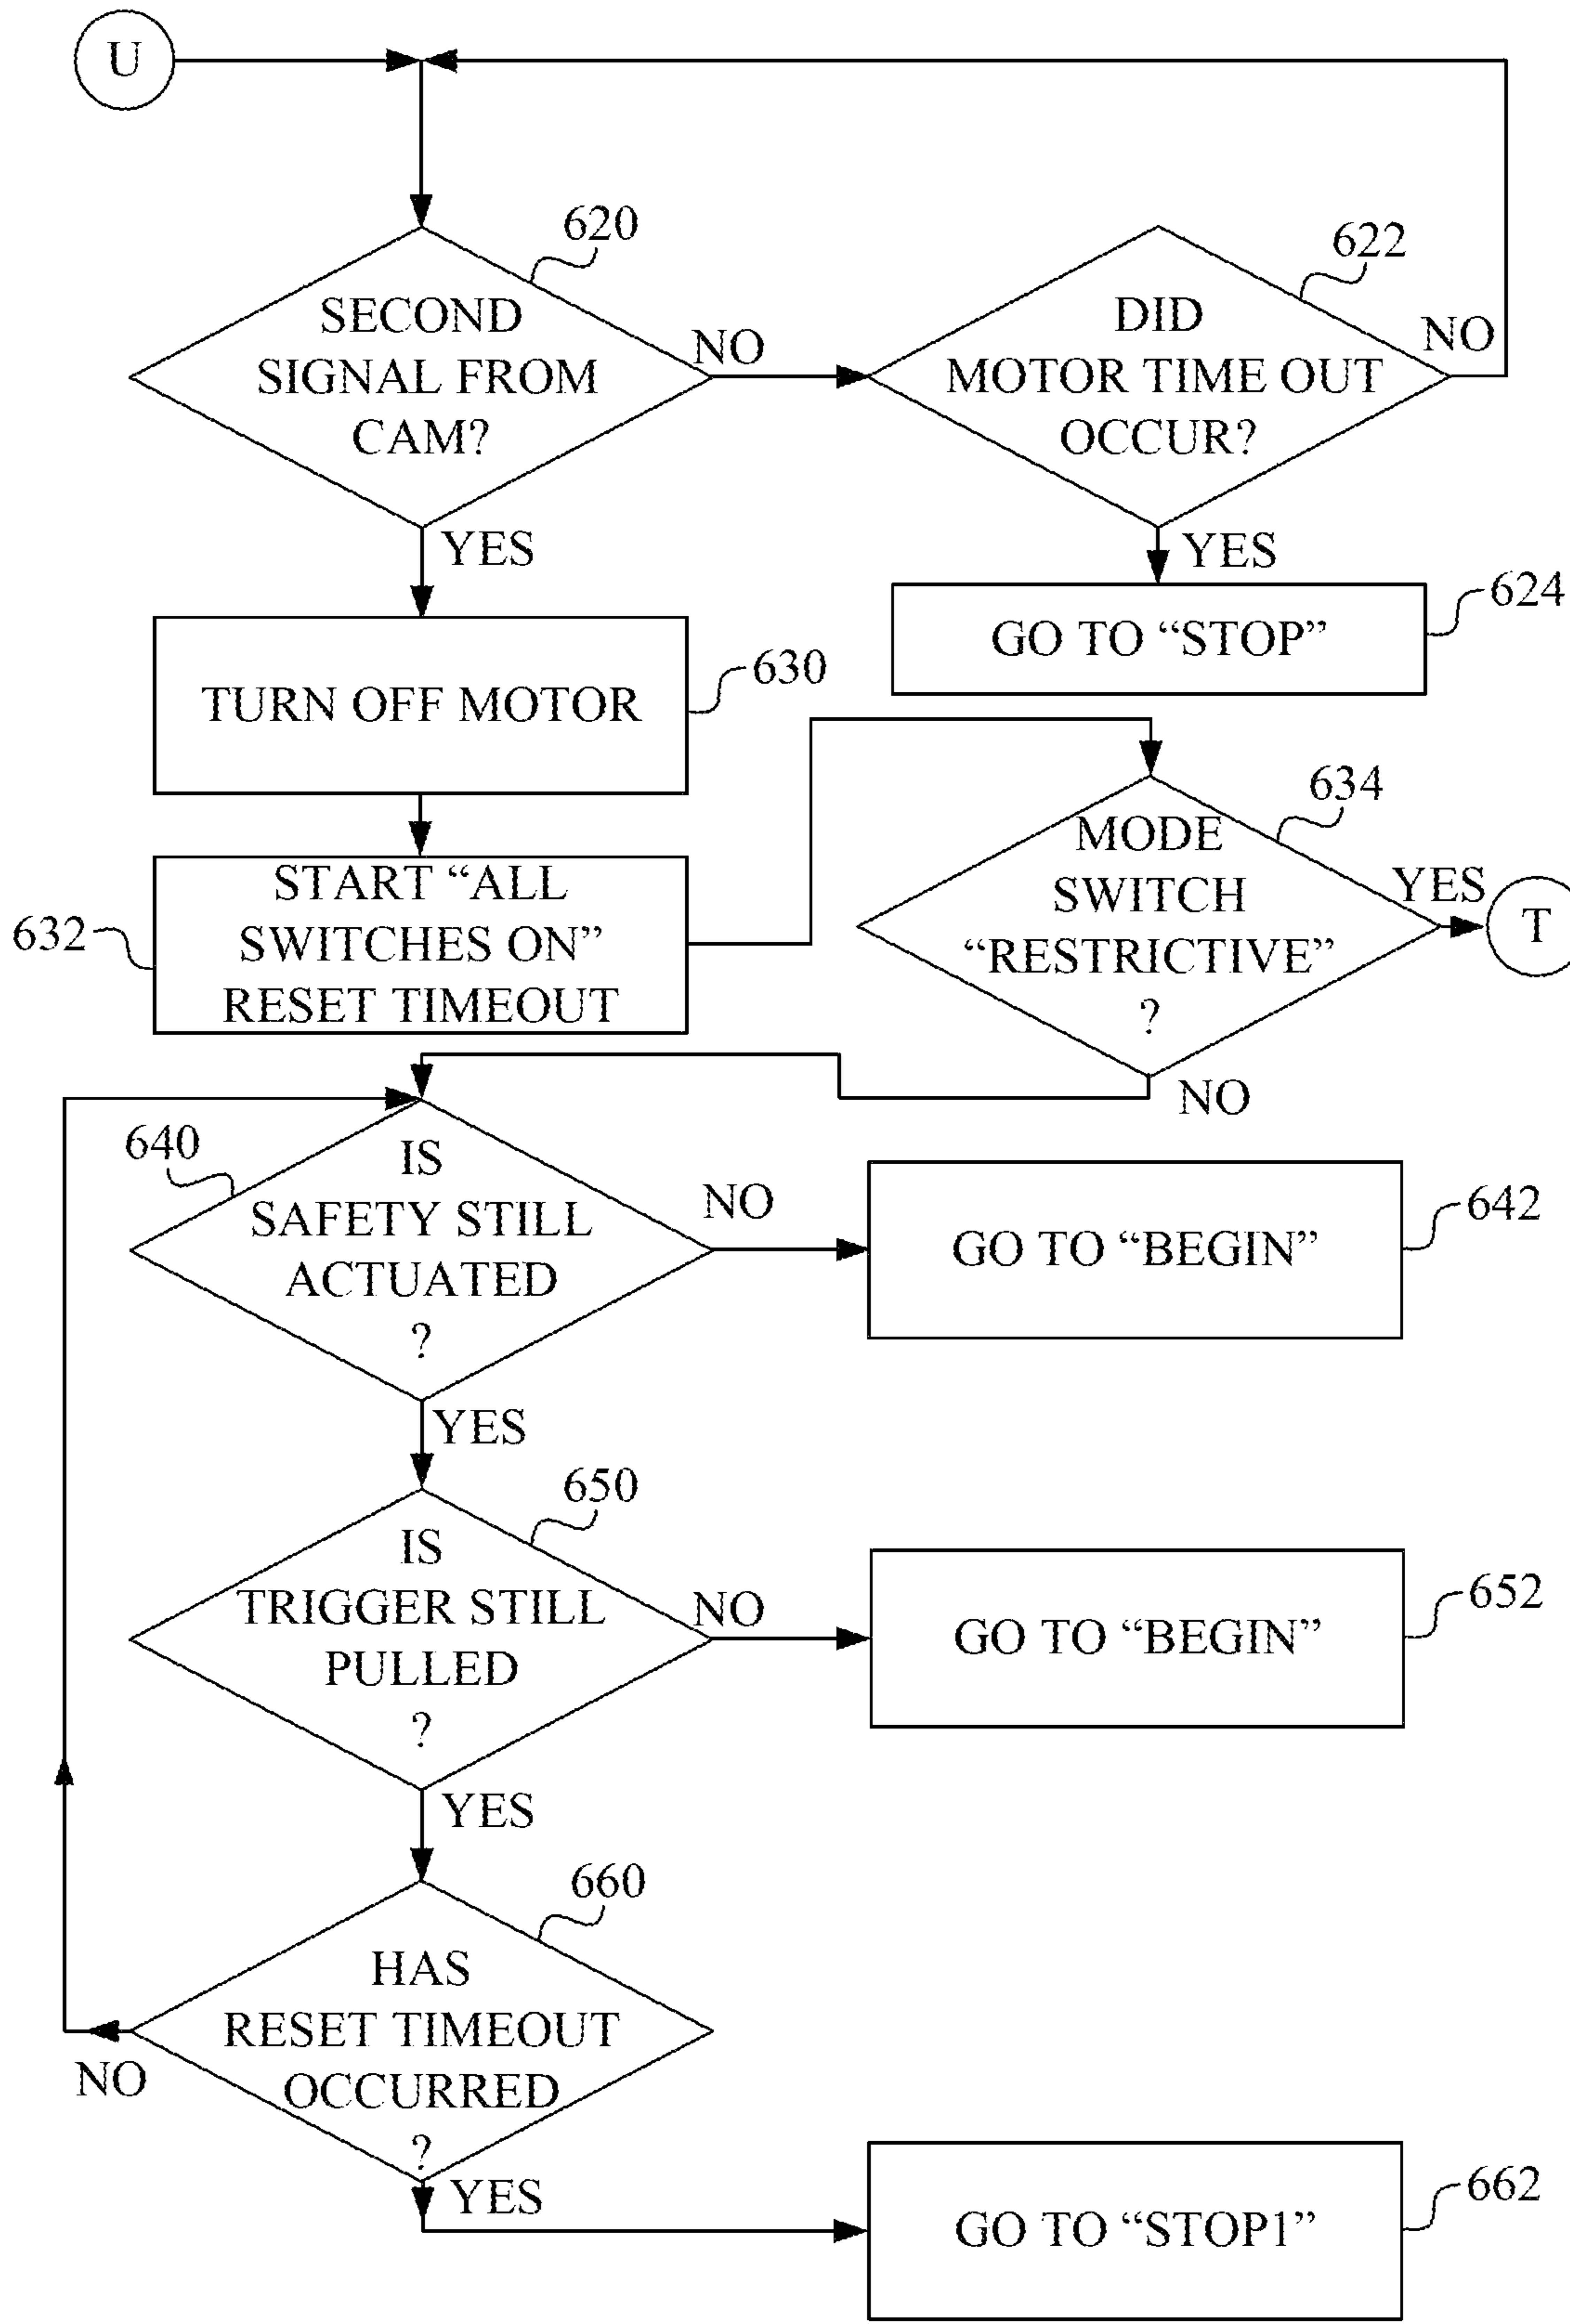 U
620
SECOND
SIGNAL FROM
CAM?
NO
YES
622
DID
MOTOR TIME OUT
OCCUR?
NO
YES
GO TO “STOP”
624
TURN OFF MOTOR
630
START “ALL
SWITCHES ON”
RESET TIMEOUT
632
634
MODE
SWITCH
“RESTRICTIVE”
?
YES
T
NO
640
IS
SAFETY STILL
ACTUATED
?
NO
GO TO “BEGIN”
642
YES
650
IS
TRIGGER STILL
PULLED
?
NO
GO TO “BEGIN”
652
YES
660
HAS
RESET TIMEOUT
OCCURRED
?
NO
YES
GO TO “STOP1”
662